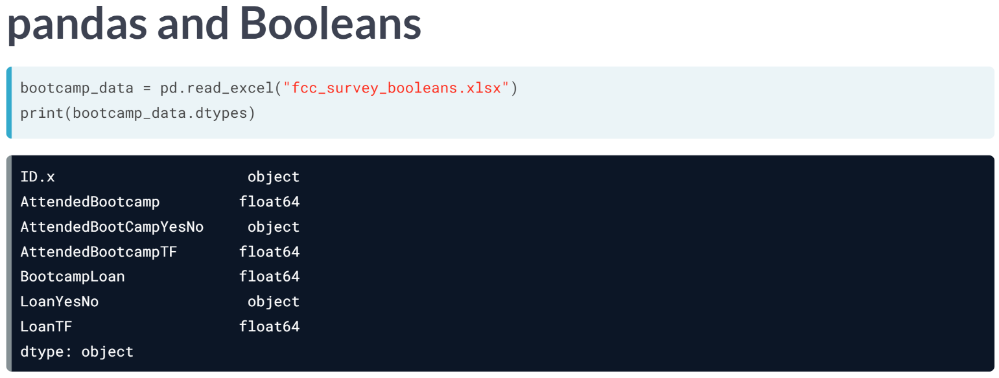 pandas and Booleans
bootcamp_data = pd.read_excel("fcc_survey_booleans.xlsx")
print(bootcamp_data.dtypes)
ID.x object
AttendedBootcamp float64
AttendedBootCampYesNo object
AttendedBootcampTF float64
BootcampLoan float64
LoanYesNo object
LoanTF float64
dtype: object